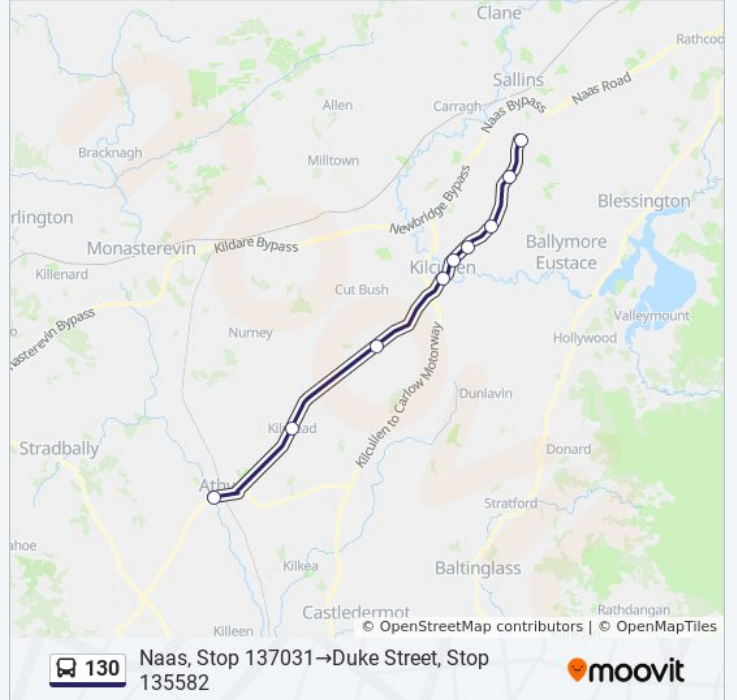 Clane
Rathcoo
Sallins
Naas Road
Allen
Carragh
Naas Bypass
Bracknagh
Milltown
Newbridge Bypass
Blessington
rlington
Monasterevin
Kildare Bypass
Ballymore
Eustace
Killenard
Kilcullen
Cut Bush
Valleymount
nasterevin Bypass
Nurney
Hollywood
Kilcullen to Carlow Motorway
Dunlavin
Stradbally
Donard
Athy
Stratford
ahoe
Kilkea
Baltinglass
Castledermot
Rathdangan
Killeen
© OpenStreetMap contributors | © OpenMapTiles
130
Naas, Stop 137031→Duke Street, Stop
135582
moovit